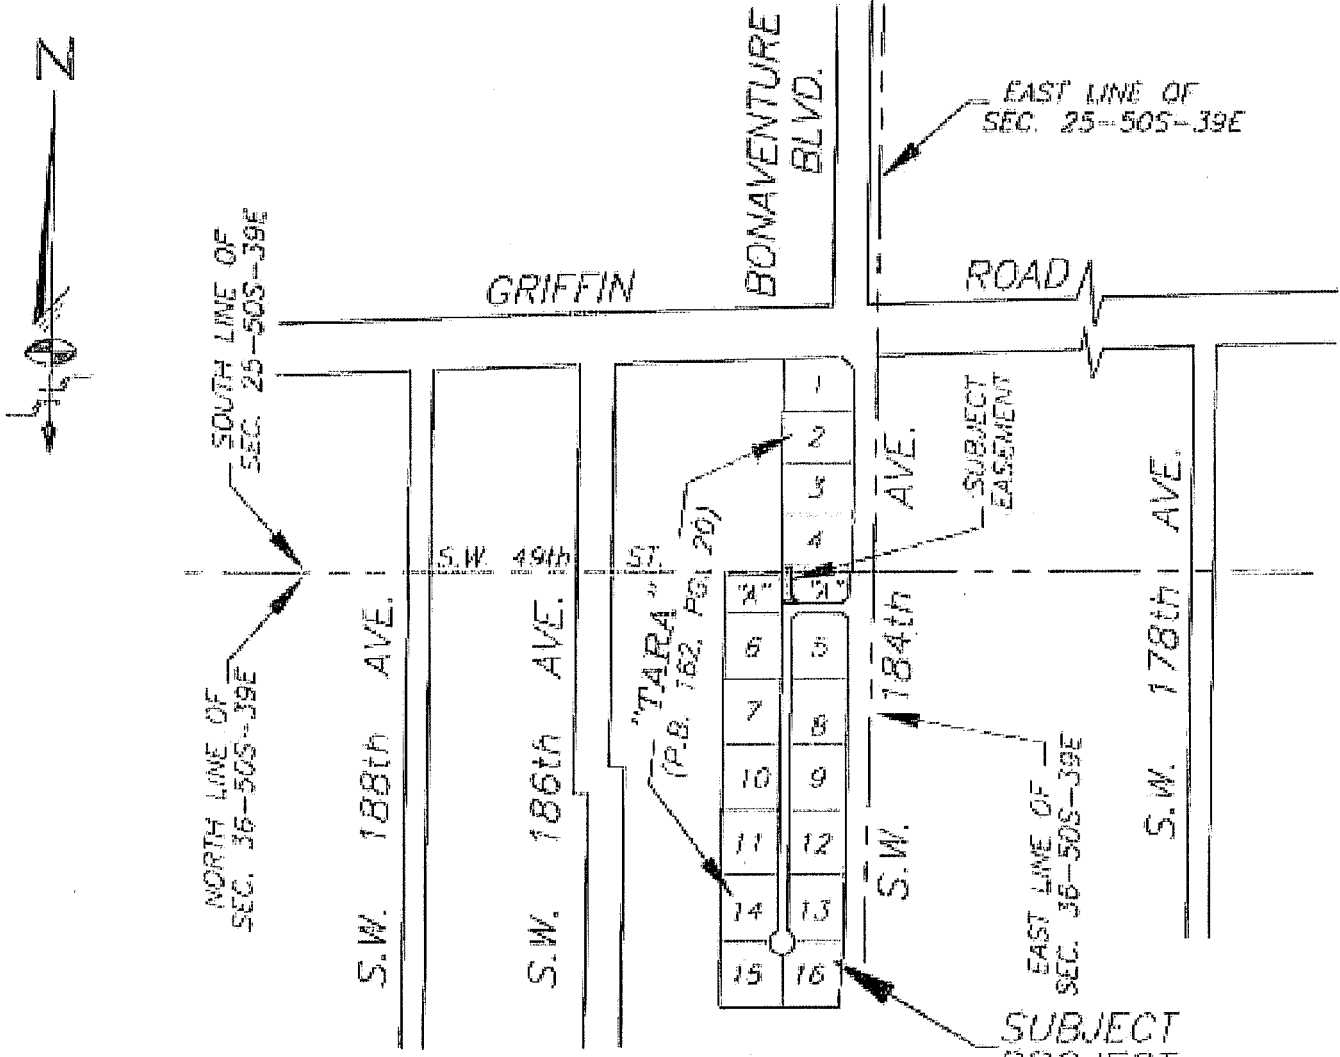 N
BONAVENTURE
BLVD.
EAST LINE OF
SEC. 25-50S-39E
SOUTH LINE OF
SEC. 25-50S-39E
GRIFFIN
ROAD
1
2
3
4
SUBJECT
EASEMENT
S.W. 49th ST.
"A"
"A"
"TARA"
(P.B. 162, PG. 20)
6
5
7
8
10
9
11
12
14
13
15
16
NORTH LINE OF
SEC. 36-50S-39E
S.W. 188th AVE.
S.W. 186th AVE.
S.W. 184th AVE.
S.W. 178th AVE.
EAST LINE OF
SEC. 36-50S-39E
SUBJECT